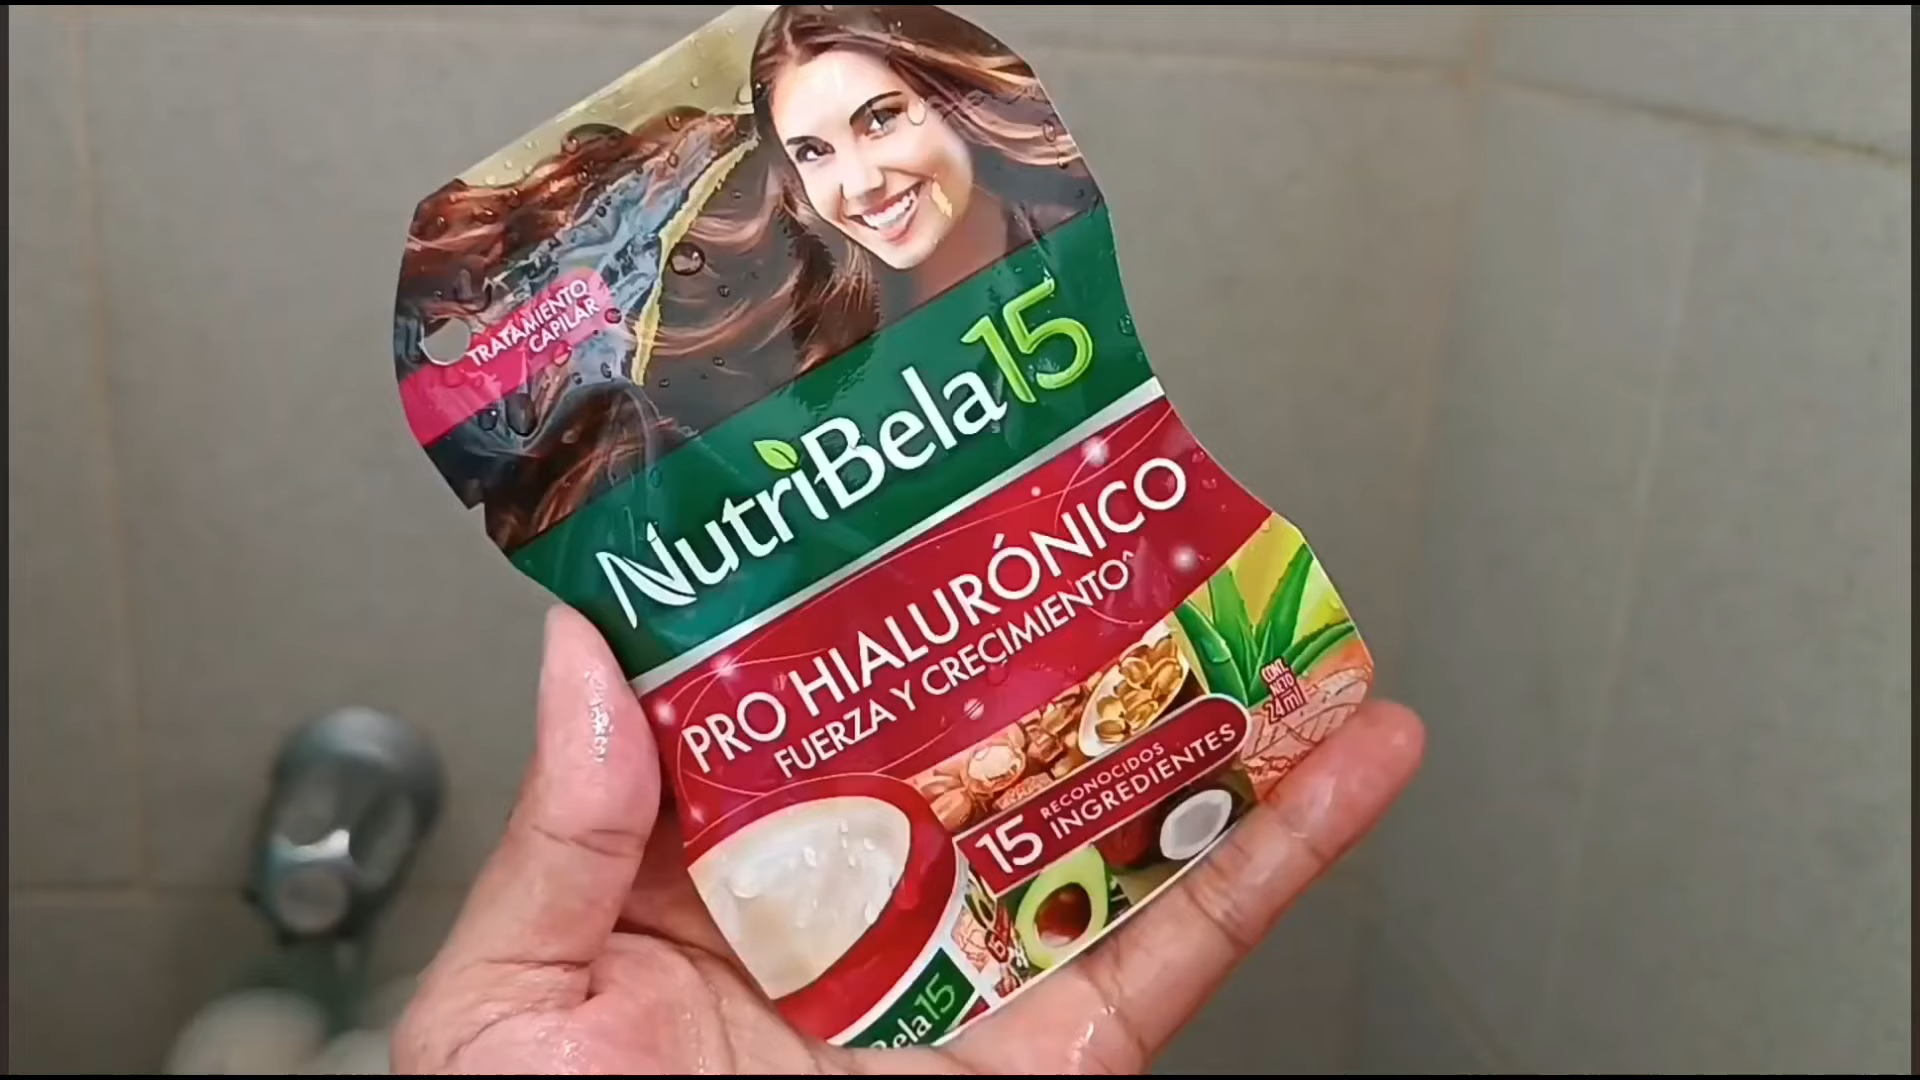 TRATAMIENTO
CAPILAR
NutriBela15
PRO HIALURÓNICO
FUERZA Y CRECIMIENTO^
CONT.
NETO
24 ml
15 RECONOCIDOS
INGREDIENTES
Bela15